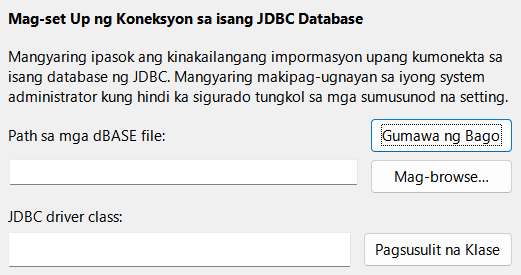 Mag-set Up ng Koneksyon sa isang JDBC Database
Mangyaring ipasok ang kinakailangang impormasyon upang kumonekta sa
isang database ng JDBC. Mangyaring makipag-ugnayan sa iyong system
administrator kung hindi ka sigurado tungkol sa mga sumusunod na setting.
Path sa mga dBASE file:
Gumawa ng Bago
Mag-browse...
JDBC driver class:
Pagsusulit na Klase